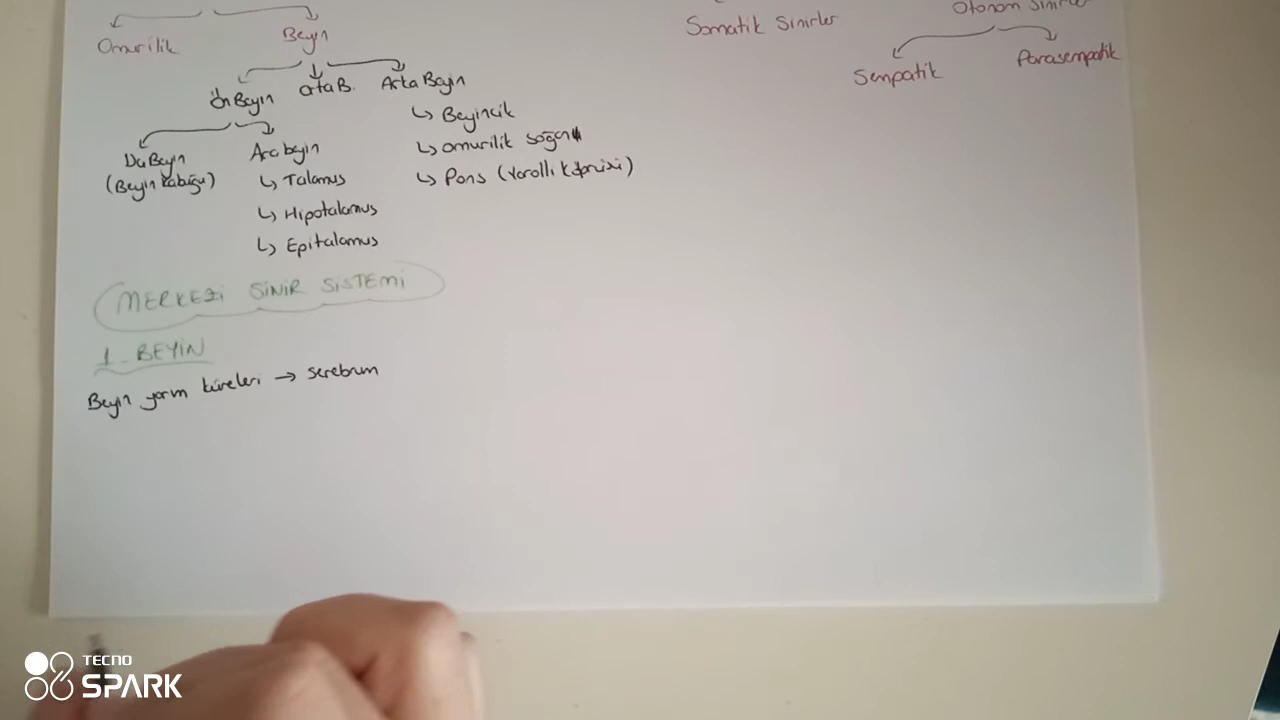 Otonom Sinirler
Somatik Sinirler
Omurilik Beyin
Sempatik Parasempatik
Ön Beyin orta B. Arka Beyin
↳ Beyincik
Uç Beyin Ara beyin ↳ omurilik soğanı
(Beyin kabuğu) ↳ Talamus ↳ Pons (Varolli köprüsü)
↳ Hipotalamus
↳ Epitalamus
MERKEZİ SİNİR SİSTEMİ
1 - BEYİN
Beyin yarım küreleri → serebrum
TECNO
SPARK